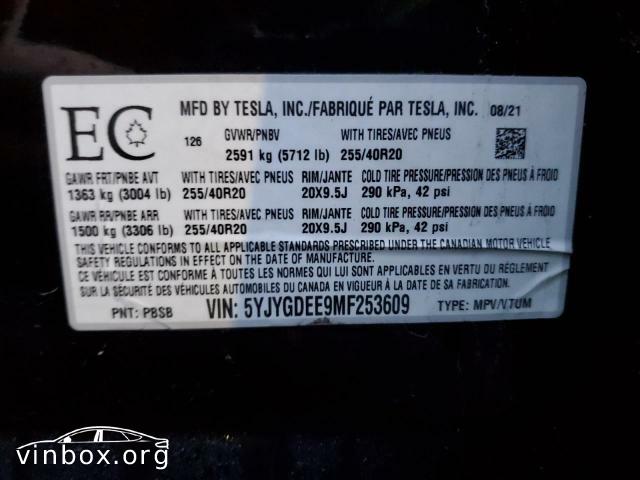 EC
MFD BY TESLA, INC./FABRIQUÉ PAR TESLA, INC. 08/21
126 GVWR/PNBV WITH TIRES/AVEC PNEUS
2591 kg (5712 lb) 255/40R20
GAWR FRT/PNBE AVT WITH TIRES/AVEC PNEUS RIM/JANTE COLD TIRE PRESSURE/PRESSION DES PNEUS À FROID
1363 kg (3004 lb) 255/40R20 20X9.5J 290 kPa, 42 psi
GAWR RR/PNBE ARR WITH TIRES/AVEC PNEUS RIM/JANTE COLD TIRE PRESSURE/PRESSION DES PNEUS À FROID
1500 kg (3306 lb) 255/40R20 20X9.5J 290 kPa, 42 psi
THIS VEHICLE CONFORMS TO ALL APPLICABLE STANDARDS PRESCRIBED UNDER THE CANADIAN MOTOR VEHICLE
SAFETY REGULATIONS IN EFFECT ON THE DATE OF MANUFACTURE.
CE VÉHICULE EST CONFORME À TOUTES LES NORMES QUI LUI SONT APPLICABLES EN VERTU DU RÈGLEMENT
SUR LA SÉCURITÉ DES VÉHICULES AUTOMOBILES DU CANADA EN VIGUEUR À LA DATE DE SA FABRICATION.
PNT: PBSB VIN: 5YJYGDEE9MF253609 TYPE: MPV/VTUM
vinbox.org